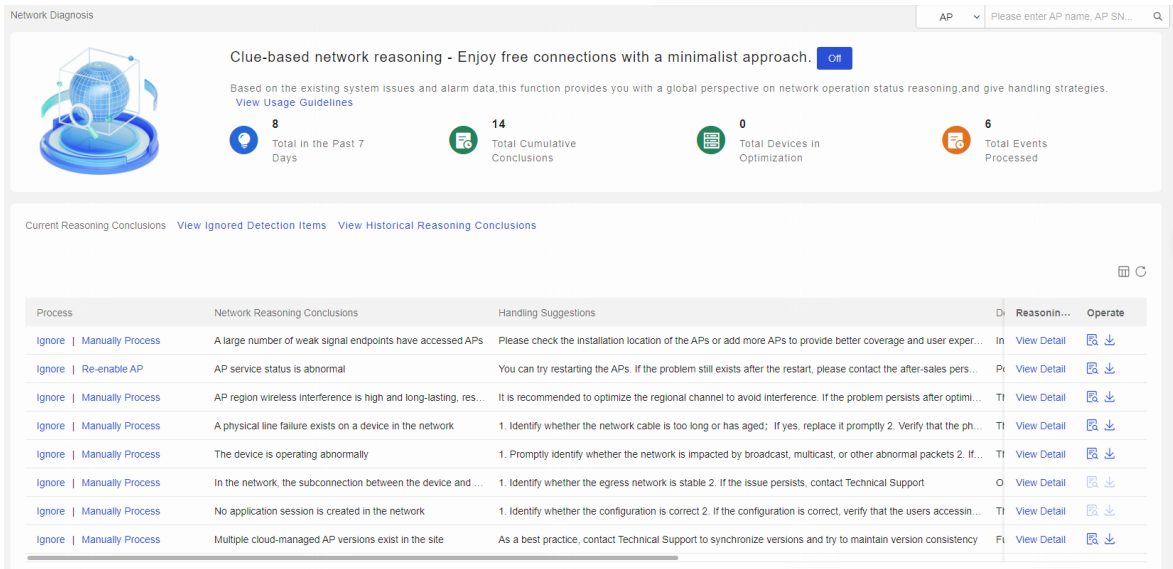 Network Diagnosis
AP
Please enter AP name, AP SN...
Clue-based network reasoning - Enjoy free connections with a minimalist approach.
Off
Based on the existing system issues and alarm data,this function provides you with a global perspective on network operation status reasoning,and give handling strategies.
View Usage Guidelines
8
Total in the Past 7
Days
14
Total Cumulative
Conclusions
0
Total Devices in
Optimization
6
Total Events
Processed
Current Reasoning Conclusions View Ignored Detection Items View Historical Reasoning Conclusions
Process Network Reasoning Conclusions Handling Suggestions Reasonin... Operate
Ignore | Manually Process A large number of weak signal endpoints have accessed APs Please check the installation location of the APs or add more APs to provide better coverage and user exper... In View Detail
Ignore | Re-enable AP AP service status is abnormal You can try restarting the APs. If the problem still exists after the restart, please contact the after-sales pers... View Detail
Ignore | Manually Process AP region wireless interference is high and long-lasting, res... It is recommended to optimize the regional channel to avoid interference. If the problem persists after optimi... View Detail
Ignore | Manually Process A physical line failure exists on a device in the network 1. Identify whether the network cable is too long or has aged; If yes, replace it promptly 2. Verify that the ph... View Detail
Ignore | Manually Process The device is operating abnormally 1. Promptly identify whether the network is impacted by broadcast, multicast, or other abnormal packets 2. If... View Detail
Ignore | Manually Process In the network, the subconnection between the device and ... 1. Identify whether the egress network is stable 2. If the issue persists, contact Technical Support View Detail
Ignore | Manually Process No application session is created in the network 1. Identify whether the configuration is correct 2. If the configuration is correct, verify that the users accessin... View Detail
Ignore | Manually Process Multiple cloud-managed AP versions exist in the site As a best practice, contact Technical Support to synchronize versions and try to maintain version consistency View Detail